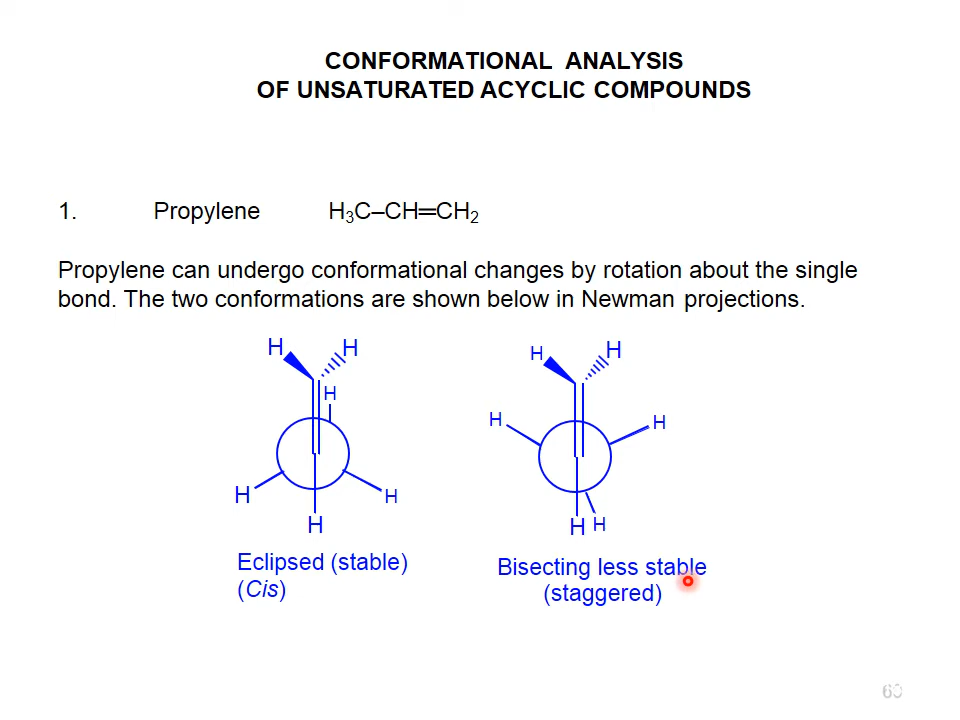 CONFORMATIONAL ANALYSIS
OF UNSATURATED ACYCLIC COMPOUNDS
1. Propylene H₃C–CH=CH₂
Propylene can undergo conformational changes by rotation about the single
bond. The two conformations are shown below in Newman projections.
H H H H
H H H
H H
H H H
Eclipsed (stable) Bisecting less stable
(Cis) (staggered)